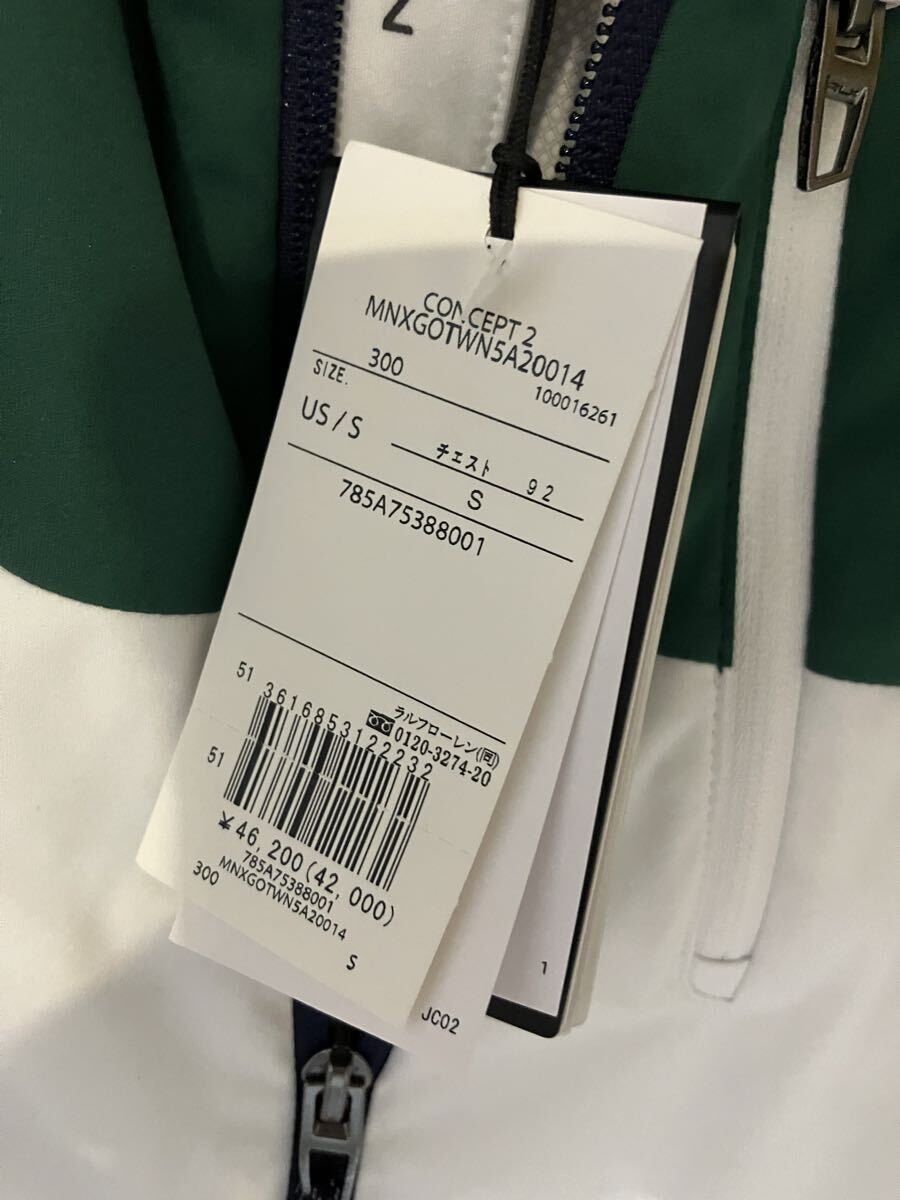 2
CONCEPT 2
MNXGOTWN5A20014
300
100016261
SIZE.
US/S
チェスト 92
S
785A75388001
51
3616853122232
ラルフローレン(同)
0120-3274-20
51
¥46,200(42,000)
785A75388001
MNXGOTWN5A20014
300
S
JC02
1